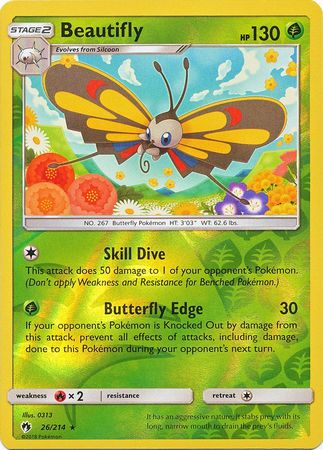 STAGE 2
Beautifly
HP 130
Evolves from Silcoon
NO. 267 Butterfly Pokémon HT: 3'03" WT: 62.6 lbs.
Skill Dive
This attack does 50 damage to 1 of your opponent's Pokémon.
(Don't apply Weakness and Resistance for Benched Pokémon.)
Butterfly Edge 30
If your opponent's Pokémon is Knocked Out by damage from
this attack, prevent all effects of attacks, including damage,
done to this Pokémon during your opponent's next turn.
weakness × 2 resistance retreat
Illus. 0313
26/214 ★
©2018 Pokémon
It has an aggressive nature. It stabs prey with its
long, narrow mouth to drain the prey's fluids.